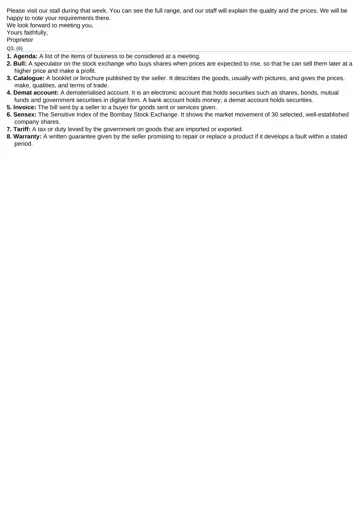 Please visit our stall during that week. You can see the full range, and our staff will explain the quality and the prices. We will be
happy to note your requirements there.
We look forward to meeting you.
Yours faithfully,
Proprietor
Q3. (6)
1. Agenda: A list of the items of business to be considered at a meeting.
2. Bull: A speculator on the stock exchange who buys shares when prices are expected to rise, so that he can sell them later at a
higher price and make a profit.
3. Catalogue: A booklet or brochure published by the seller. It describes the goods, usually with pictures, and gives the prices,
make, qualities, and terms of trade.
4. Demat account: A dematerialised account. It is an electronic account that holds securities such as shares, bonds, mutual
funds and government securities in digital form. A bank account holds money; a demat account holds securities.
5. Invoice: The bill sent by a seller to a buyer for goods sent or services given.
6. Sensex: The Sensitive Index of the Bombay Stock Exchange. It shows the market movement of 30 selected, well-established
company shares.
7. Tariff: A tax or duty levied by the government on goods that are imported or exported.
8. Warranty: A written guarantee given by the seller promising to repair or replace a product if it develops a fault within a stated
period.